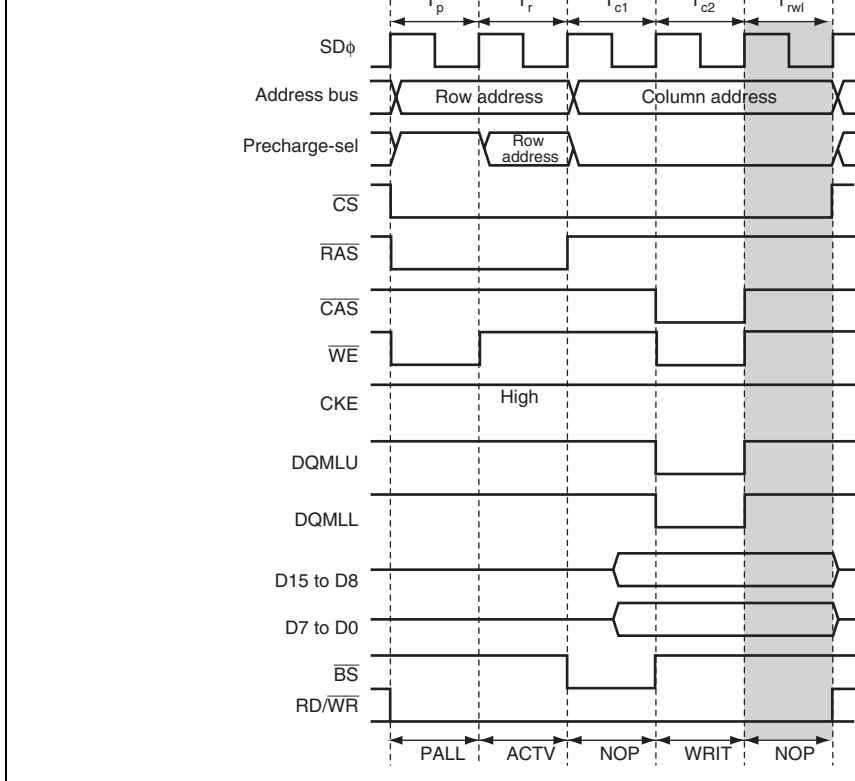 Tp Tr Tc1 Tc2 Trwl
SDϕ
Address bus Row address Column address
Precharge-sel Row address
CS
RAS
CAS
WE
CKE High
DQMLU
DQMLL
D15 to D8
D7 to D0
BS
RD/WR
PALL ACTV NOP WRIT NOP